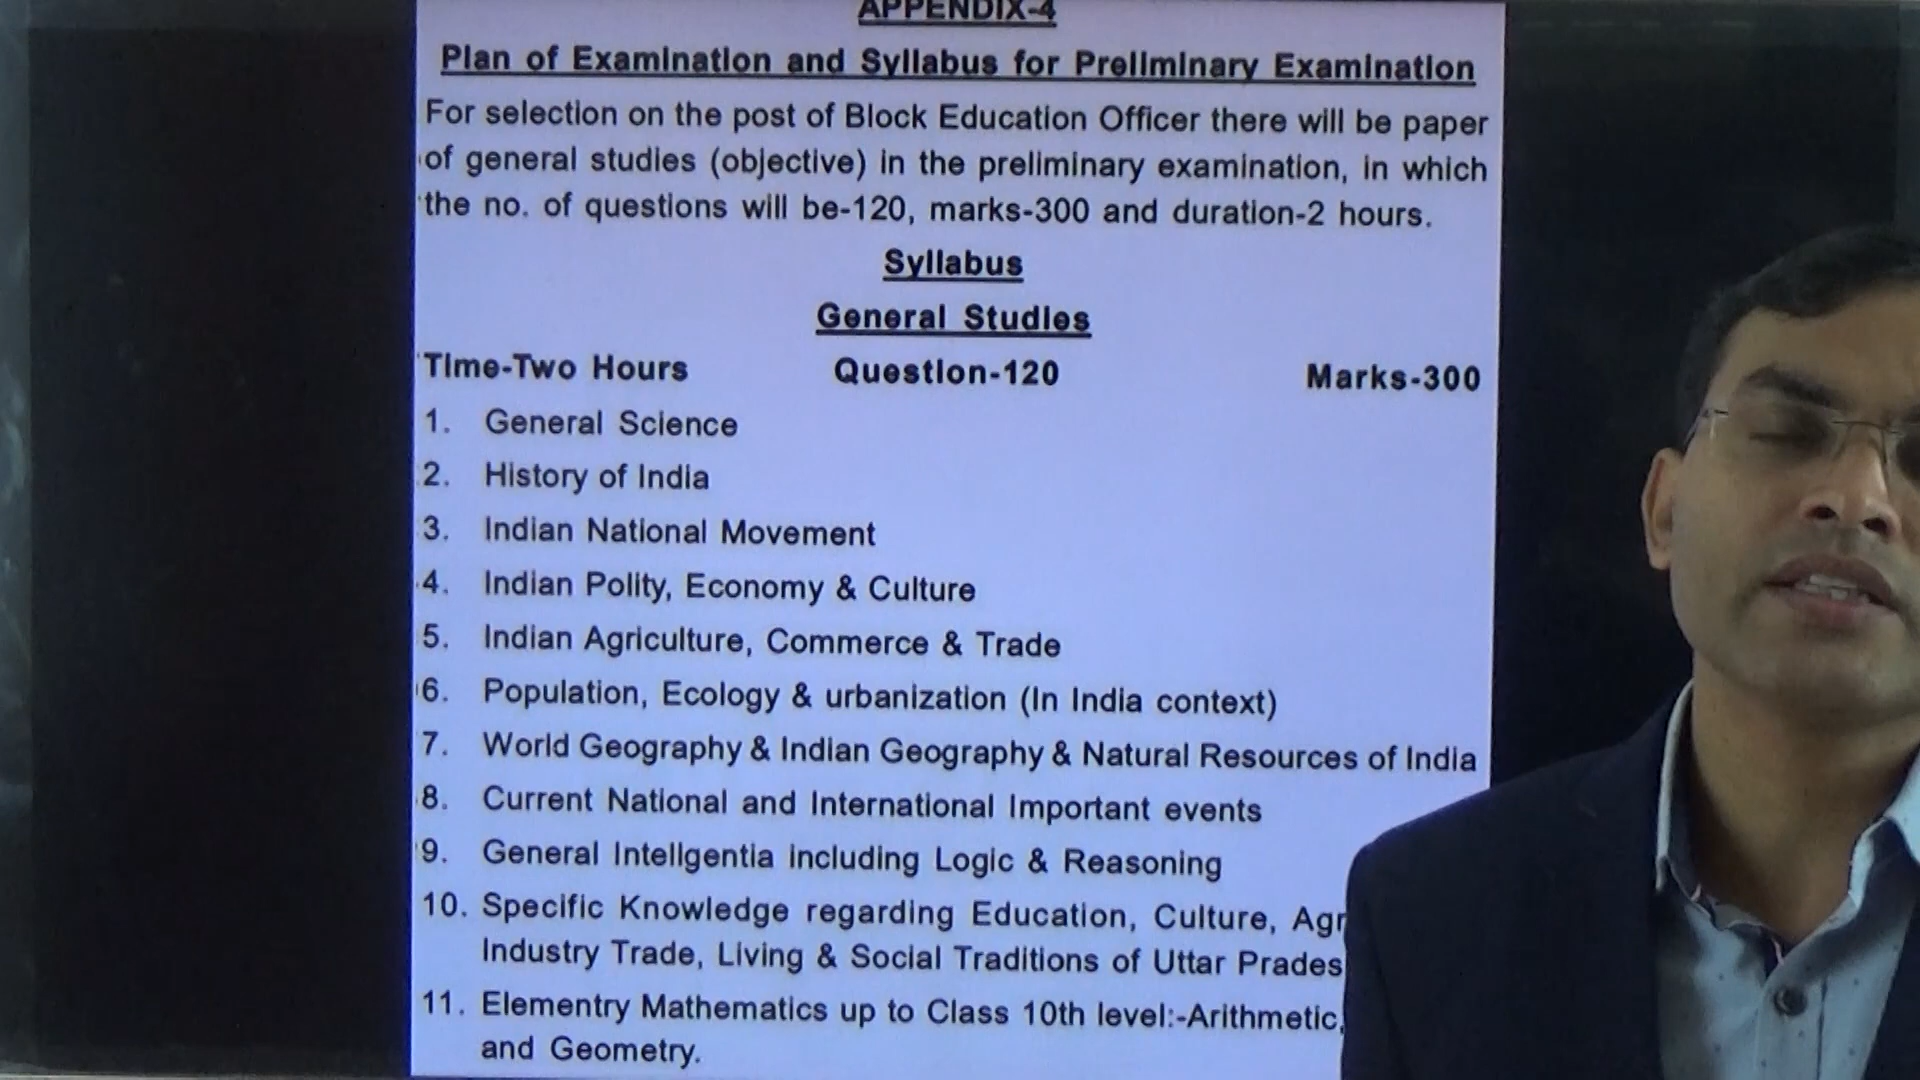 APPENDIX-4
Plan of Examination and Syllabus for Preliminary Examination
For selection on the post of Block Education Officer there will be paper
of general studies (objective) in the preliminary examination, in which
the no. of questions will be-120, marks-300 and duration-2 hours.
Syllabus
General Studies
Time-Two Hours Question-120 Marks-300
1. General Science
2. History of India
3. Indian National Movement
4. Indian Polity, Economy & Culture
5. Indian Agriculture, Commerce & Trade
6. Population, Ecology & urbanization (In India context)
7. World Geography & Indian Geography & Natural Resources of India
8. Current National and International Important events
9. General Inteligentia including Logic & Reasoning
10. Specific Knowledge regarding Education, Culture, Agr
Industry Trade, Living & Social Traditions of Uttar Prades
11. Elementry Mathematics up to Class 10th level:-Arithmetic,
and Geometry.